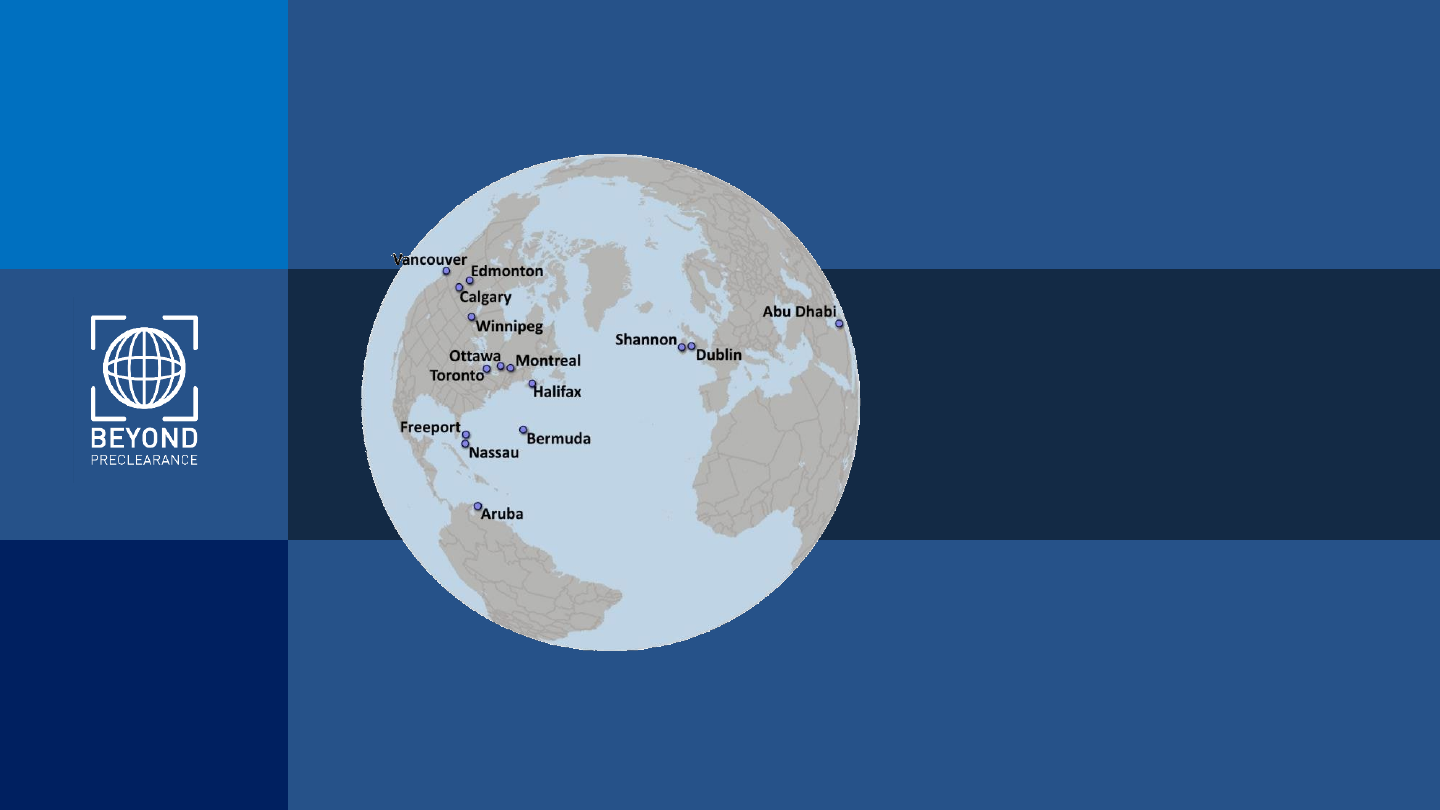 BEYOND
PRECLEARANCE
Vancouver
Edmonton
Calgary
Winnipeg
Ottawa
Montreal
Toronto
Halifax
Freeport
Nassau
Bermuda
Aruba
Shannon
Dublin
Abu Dhabi